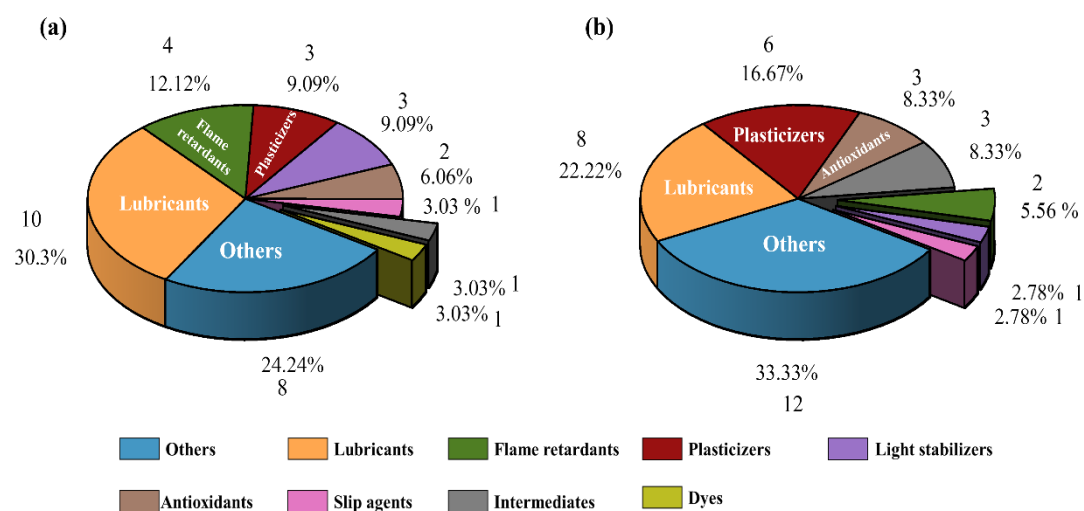 (a)
4
12.12%
3
9.09%
3
9.09%
2
6.06%
3.03 % 1
3.03% 1
3.03% 1
24.24%
8
10
30.3%
Flame
retardants
Plasticizers
Lubricants
Others
(b)
6
16.67%
3
8.33%
3
8.33%
2
5.56%
2.78% 1
2.78% 1
33.33%
12
8
22.22%
Plasticizers
Antioxidants
Lubricants
Others
Others
Lubricants
Flame retardants
Plasticizers
Light stabilizers
Antioxidants
Slip agents
Intermediates
Dyes